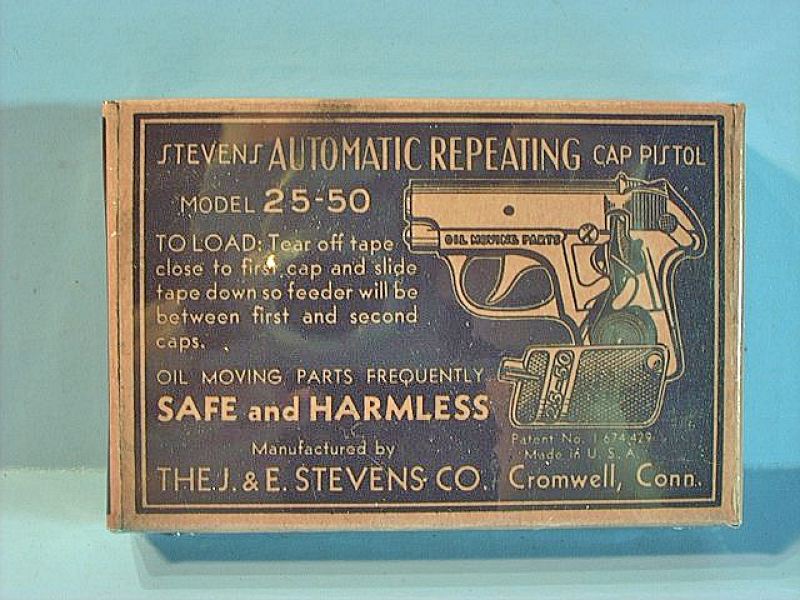 STEVENS AUTOMATIC REPEATING CAP PISTOL
MODEL 25-50
TO LOAD: Tear off tape
close to first cap and slide
tape down so feeder will be
between first and second
caps.
OIL MOVING PARTS
OIL MOVING PARTS FREQUENTLY
25-50
SAFE and HARMLESS
Patent No. 1 674,429
Made in U.S.A.
Manufactured by
THE J. & E. STEVENS CO. Cromwell, Conn.